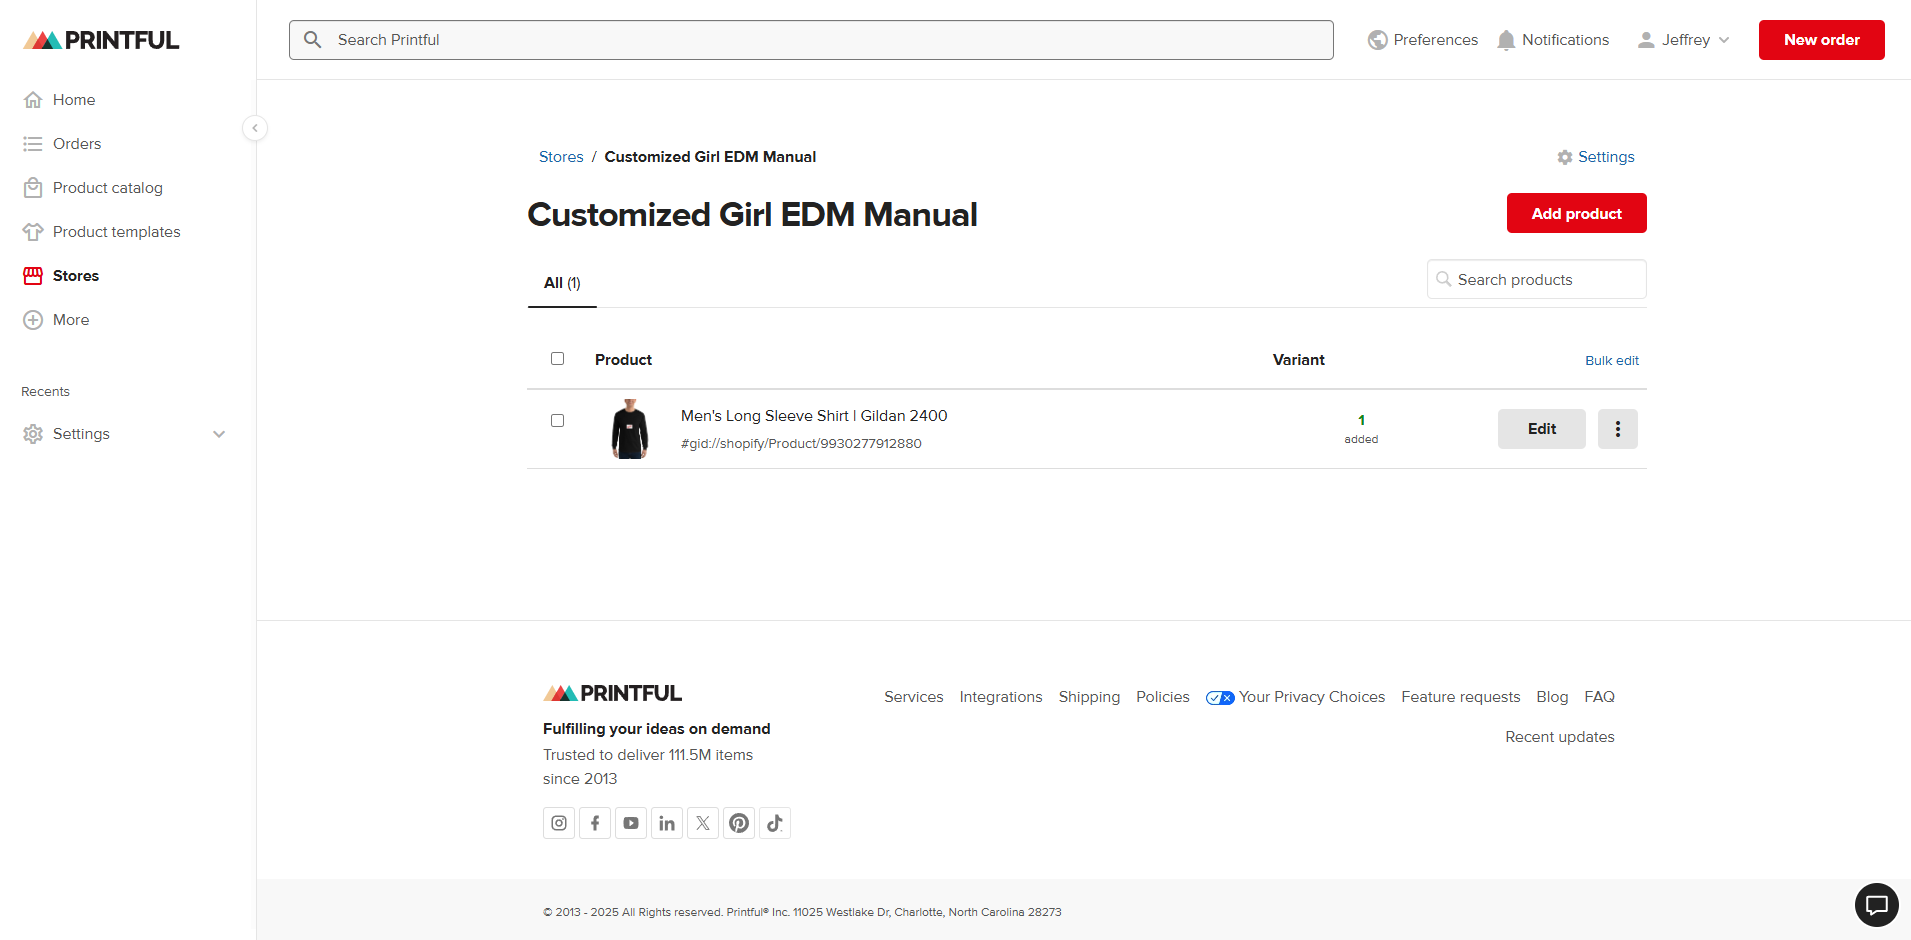 PRINTFUL
Search Printful
Preferences
Notifications
Jeffrey
New order
Home
Orders
Product catalog
Product templates
Stores
More
Recents
Settings
Stores / Customized Girl EDM Manual
Settings
Customized Girl EDM Manual
Add product
All (1)
Search products
Product
Variant
Bulk edit
Men's Long Sleeve Shirt | Gildan 2400
#gid://shopify/Product/9930277912880
1
added
Edit
PRINTFUL
Fulfilling your ideas on demand
Trusted to deliver 111.5M items
since 2013
Services
Integrations
Shipping
Policies
Your Privacy Choices
Feature requests
Blog
FAQ
Recent updates
© 2013 - 2025 All Rights reserved. Printful® Inc. 11025 Westlake Dr, Charlotte, North Carolina 28273